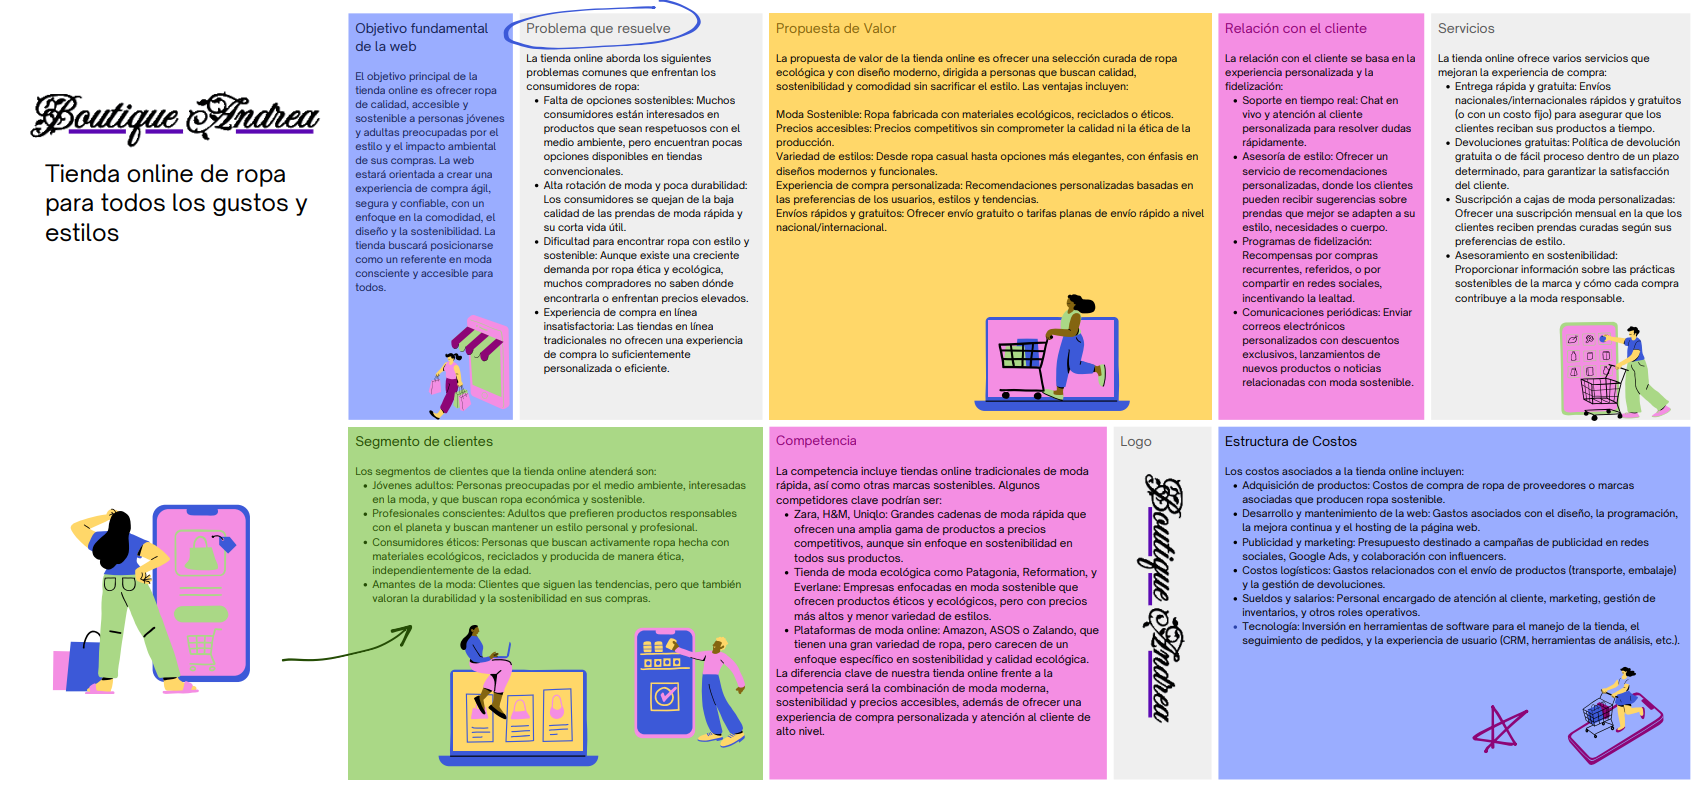 Boutique Andrea
Tienda online de ropa
para todos los gustos y
estilos
Objetivo fundamental
de la web
El objetivo principal de la
tienda online es ofrecer ropa
de calidad, accesible y
sostenible a personas jóvenes
y adultas preocupadas por el
estilo y el impacto ambiental
de sus compras. La web
estará orientada a crear una
experiencia de compra ágil,
segura y confiable, con un
enfoque en la comodidad, el
diseño y la sostenibilidad. La
tienda buscará posicionarse
como un referente en moda
consciente y accesible para
todos.
Problema que resuelve
La tienda online aborda los siguientes
problemas comunes que enfrentan los
consumidores de ropa:
• Falta de opciones sostenibles: Muchos
consumidores están interesados en
productos que sean respetuosos con el
medio ambiente, pero encuentran pocas
opciones disponibles en tiendas
convencionales.
• Alta rotación de moda y poca durabilidad:
Los consumidores se quejan de la baja
calidad de las prendas de moda rápida y
su corta vida útil.
• Dificultad para encontrar ropa con estilo y
sostenible: Aunque existe una creciente
demanda por ropa ética y ecológica,
muchos compradores no saben dónde
encontrarla o enfrentan precios elevados.
• Experiencia de compra en línea
insatisfactoria: Las tiendas en línea
tradicionales no ofrecen una experiencia
de compra lo suficientemente
personalizada o eficiente.
Propuesta de Valor
La propuesta de valor de la tienda online es ofrecer una selección curada de ropa
ecológica y con diseño moderno, dirigida a personas que buscan calidad,
sostenibilidad y comodidad sin sacrificar el estilo. Las ventajas incluyen:
Moda Sostenible: Ropa fabricada con materiales ecológicos, reciclados o éticos.
Precios accesibles: Precios competitivos sin comprometer la calidad ni la ética de la
producción.
Variedad de estilos: Desde ropa casual hasta opciones más elegantes, con énfasis en
diseños modernos y funcionales.
Experiencia de compra personalizada: Recomendaciones personalizadas basadas en
las preferencias de los usuarios, estilos y tendencias.
Envíos rápidos y gratuitos: Ofrecer envío gratuito o tarifas planas de envío rápido a nivel
nacional/internacional.
Relación con el cliente
La relación con el cliente se basa en la
experiencia personalizada y la
fidelización:
• Soporte en tiempo real: Chat en
vivo y atención al cliente
personalizada para resolver dudas
rápidamente.
• Asesoría de estilo: Ofrecer un
servicio de recomendaciones
personalizadas, donde los clientes
pueden recibir sugerencias sobre
prendas que mejor se adapten a su
estilo, necesidades o cuerpo.
• Programas de fidelización:
Recompensas por compras
recurrentes, referidos, o por
compartir en redes sociales,
incentivando la lealtad.
• Comunicaciones periódicas: Enviar
correos electrónicos
personalizados con descuentos
exclusivos, lanzamientos de
nuevos productos o noticias
relacionadas con moda sostenible.
Servicios
La tienda online ofrece varios servicios que
mejoran la experiencia de compra:
• Entrega rápida y gratuita: Envíos
nacionales/internacionales rápidos y gratuitos
(o con un costo fijo) para asegurar que los
clientes reciban sus productos a tiempo.
• Devoluciones gratuitas: Política de devolución
gratuita o de fácil proceso dentro de un plazo
determinado, para garantizar la satisfacción
del cliente.
• Suscripción a cajas de moda personalizadas:
Ofrecer una suscripción mensual en la que los
clientes reciben prendas curadas según sus
preferencias de estilo.
• Asesoramiento en sostenibilidad:
Proporcionar información sobre las prácticas
sostenibles de la marca y cómo cada compra
contribuye a la moda responsable.
Segmento de clientes
Los segmentos de clientes que la tienda online atenderá son:
• Jóvenes adultos: Personas preocupadas por el medio ambiente, interesadas
en la moda, y que buscan ropa económica y sostenible.
• Profesionales conscientes: Adultos que prefieren productos responsables
con el planeta y buscan mantener un estilo personal y profesional.
• Consumidores éticos: Personas que buscan activamente ropa hecha con
materiales ecológicos, reciclados y producida de manera ética,
independientemente de la edad.
• Amantes de la moda: Clientes que siguen las tendencias, pero que también
valoran la durabilidad y la sostenibilidad en sus compras.
Competencia
La competencia incluye tiendas online tradicionales de moda
rápida, así como otras marcas sostenibles. Algunos
competidores clave podrían ser:
• Zara, H&M, Uniqlo: Grandes cadenas de moda rápida que
ofrecen una amplia gama de productos a precios
competitivos, aunque sin enfoque en sostenibilidad en
todos sus productos.
• Tienda de moda ecológica como Patagonia, Reformation, y
Everlane: Empresas enfocadas en moda sostenible que
ofrecen productos éticos y ecológicos, pero con precios
más altos y menor variedad de estilos.
• Plataformas de moda online: Amazon, ASOS o Zalando, que
tienen una gran variedad de ropa, pero carecen de un
enfoque específico en sostenibilidad y calidad ecológica.
La diferencia clave de nuestra tienda online frente a la
competencia será la combinación de moda moderna,
sostenibilidad y precios accesibles, además de ofrecer una
experiencia de compra personalizada y atención al cliente de
alto nivel.
Logo
Boutique Andrea
Estructura de Costos
Los costos asociados a la tienda online incluyen:
• Adquisición de productos: Costos de compra de ropa de proveedores o marcas
asociadas que producen ropa sostenible.
• Desarrollo y mantenimiento de la web: Gastos asociados con el diseño, la programación,
la mejora continua y el hosting de la página web.
• Publicidad y marketing: Presupuesto destinado a campañas de publicidad en redes
sociales, Google Ads, y colaboración con influencers.
• Costos logísticos: Gastos relacionados con el envío de productos (transporte, embalaje)
y la gestión de devoluciones.
• Sueldos y salarios: Personal encargado de atención al cliente, marketing, gestión de
inventarios, y otros roles operativos.
• Tecnología: Inversión en herramientas de software para el manejo de la tienda, el
seguimiento de pedidos, y la experiencia de usuario (CRM, herramientas de análisis, etc.).